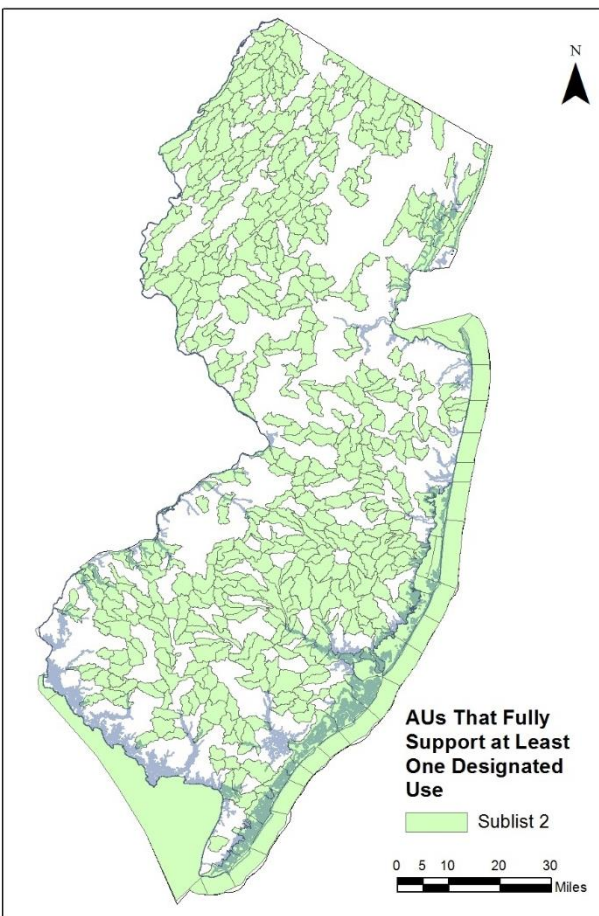 N
AUs That Fully
Support at Least
One Designated
Use
Sublist 2
0 5 10 20 30
Miles